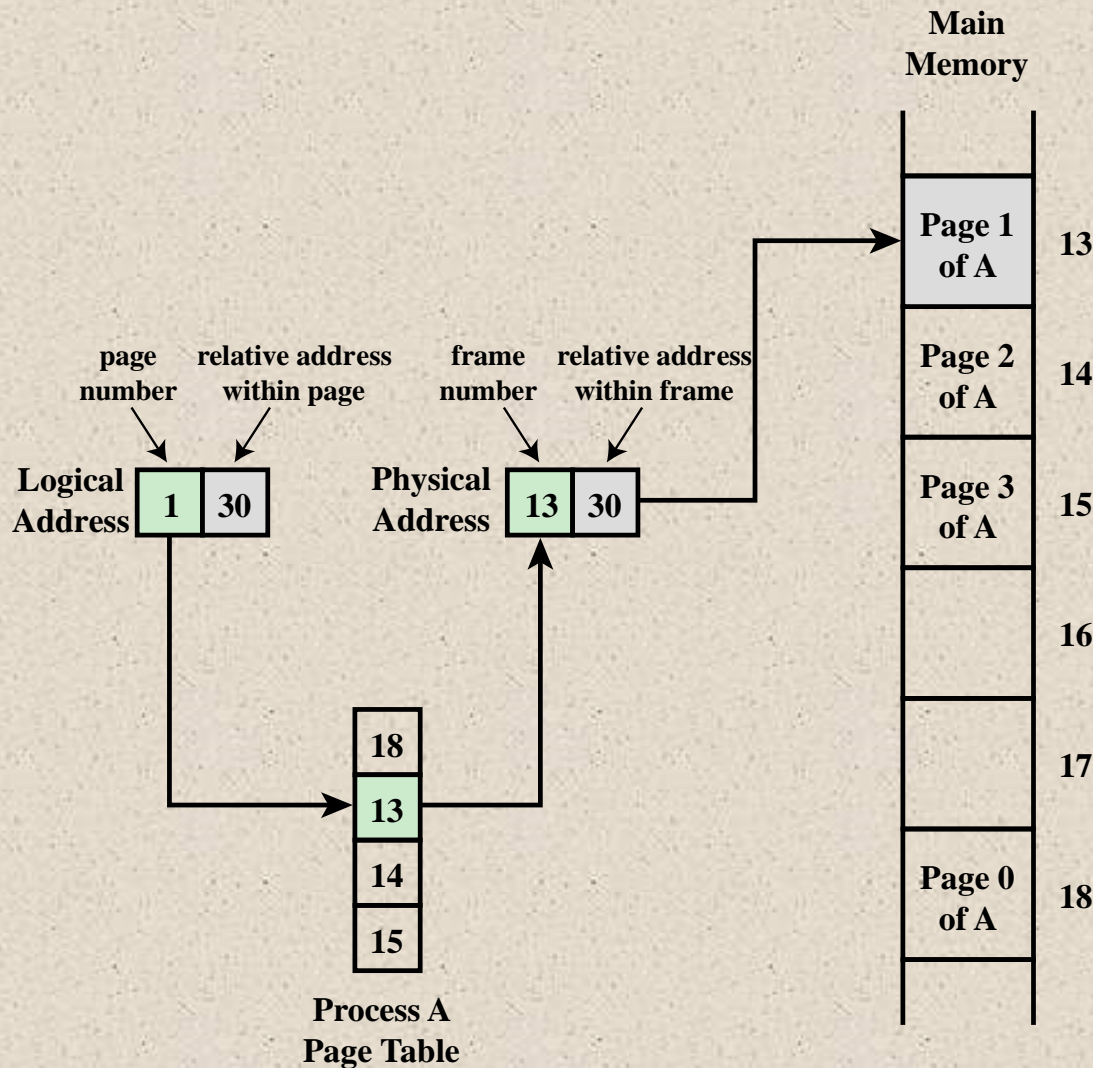 Main
Memory
Page 1
of A
13
page
number
relative address
within page
frame
number
relative address
within frame
Page 2
of A
14
Logical
Address
1
30
Physical
Address
13
30
Page 3
of A
15
16
18
13
14
15
17
Page 0
of A
18
Process A
Page Table